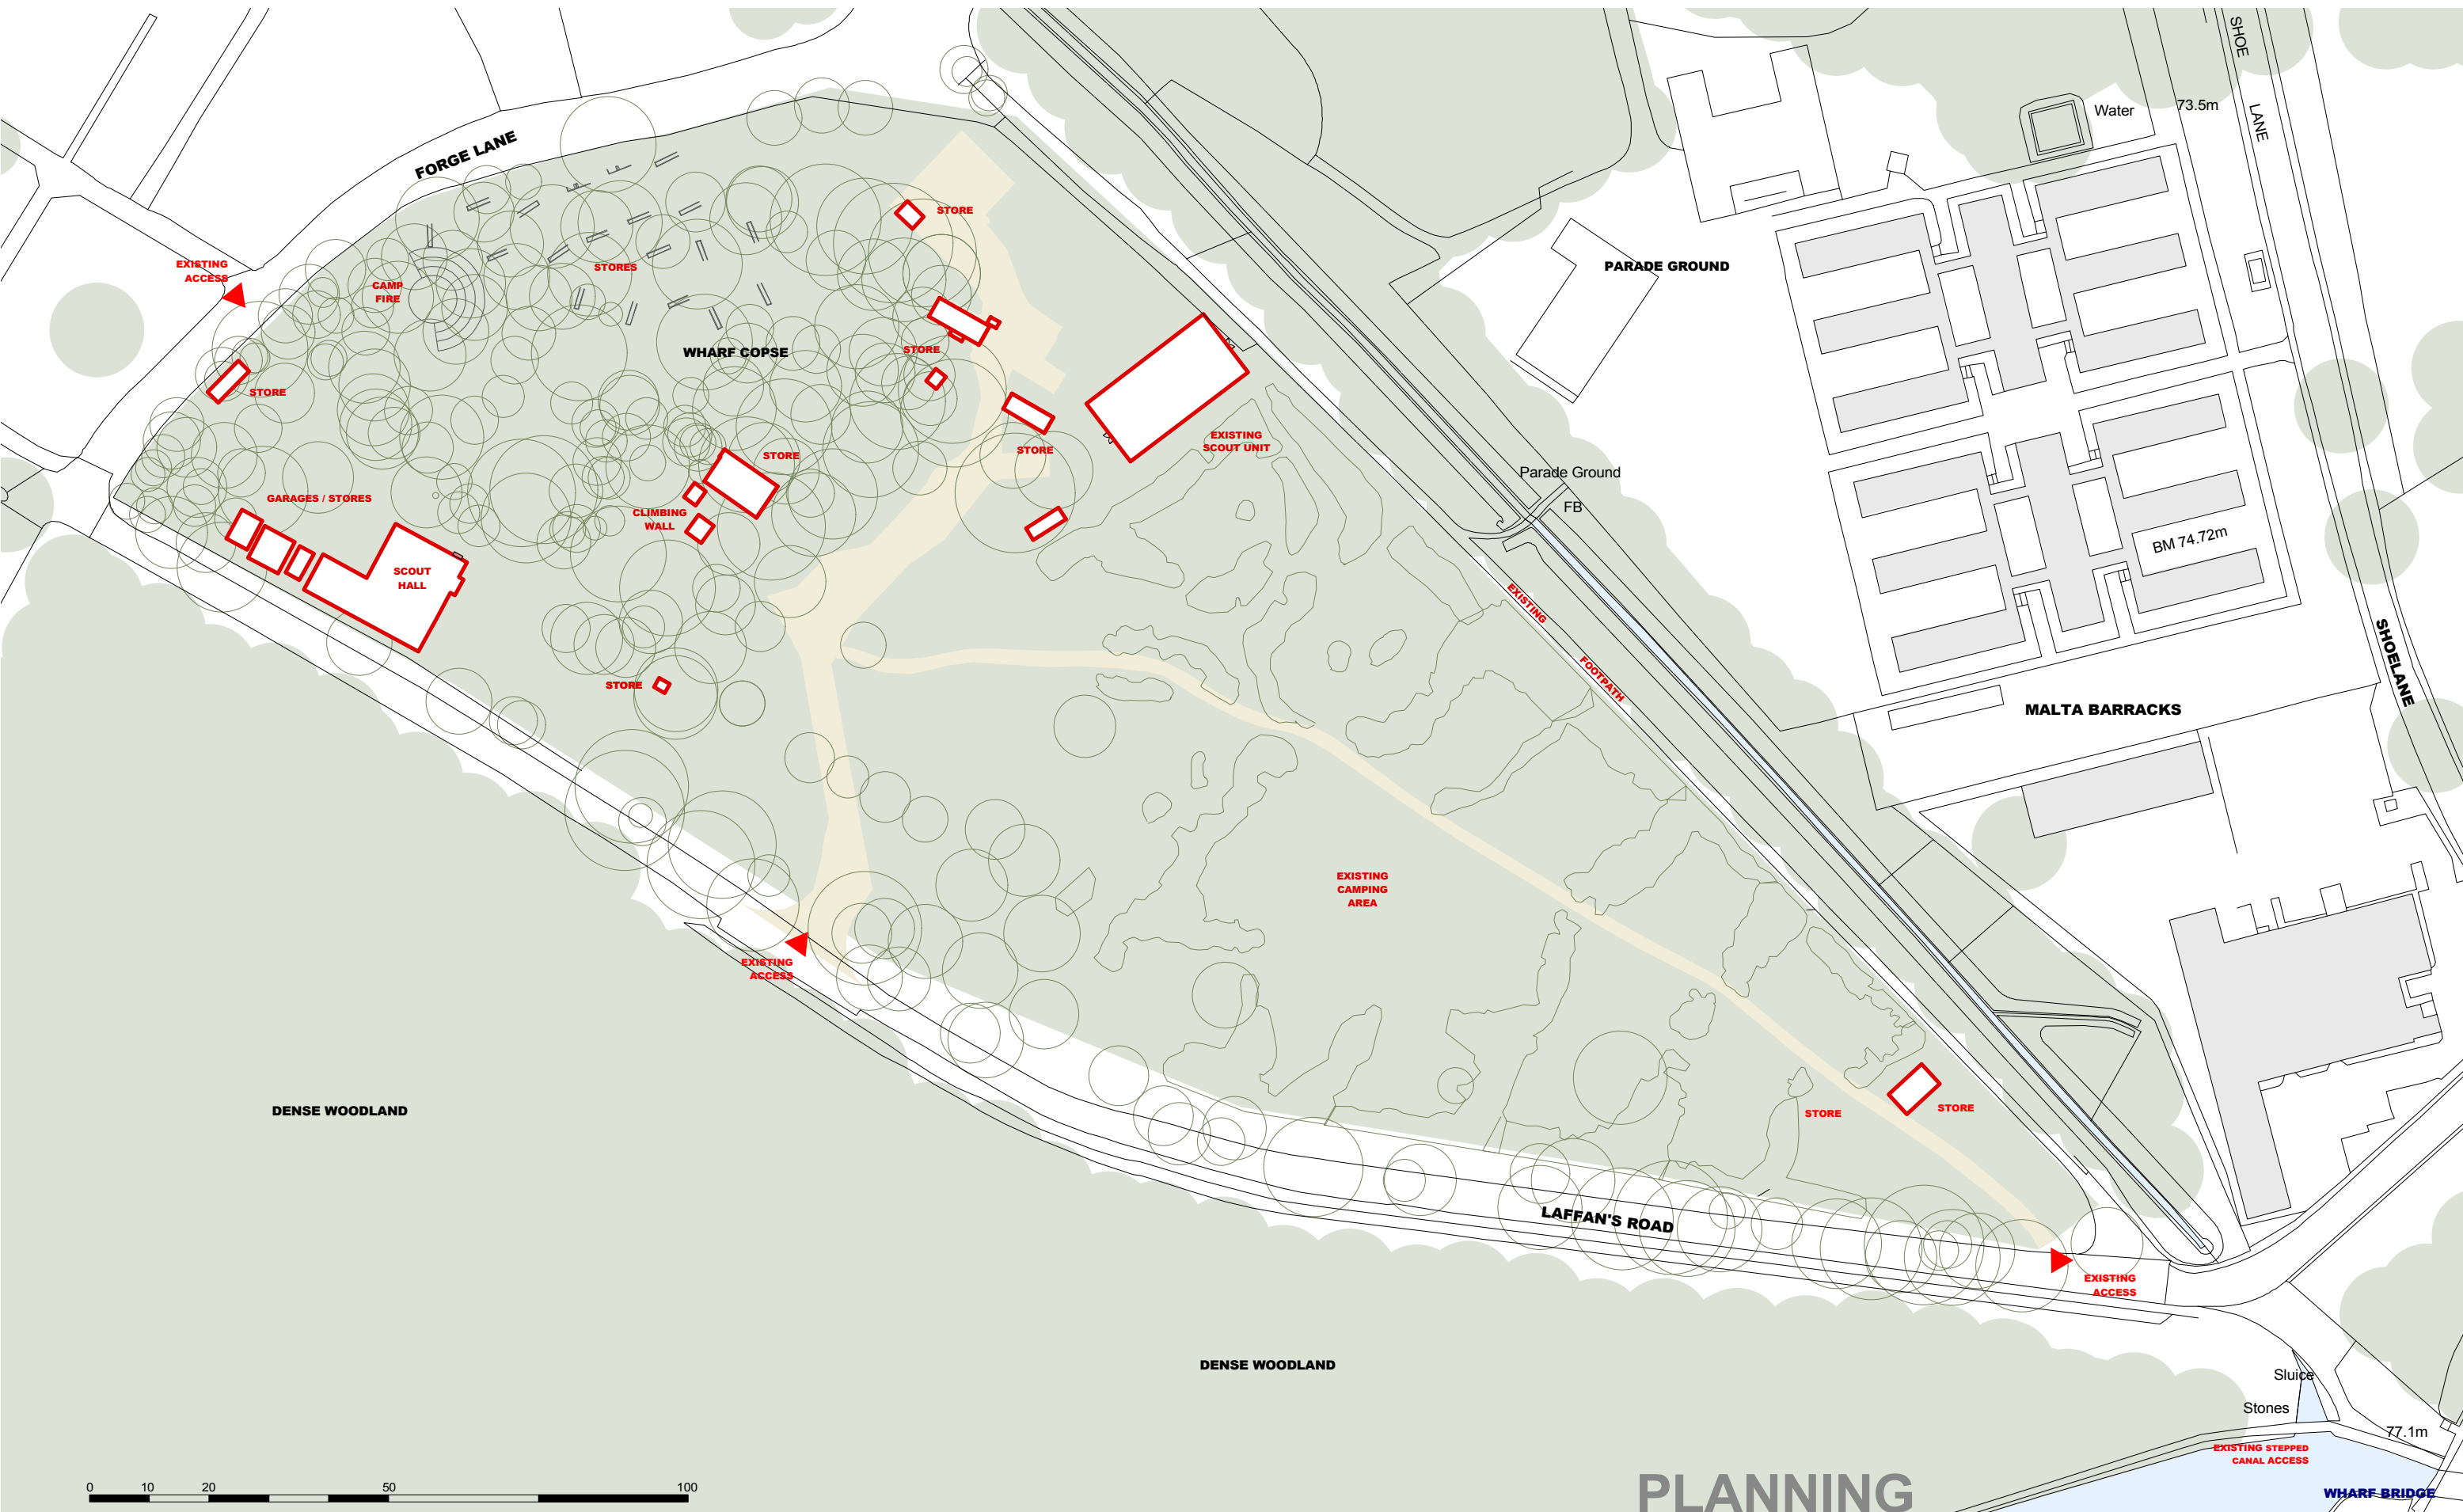 SHOE
LANE
Water
73.5m
FORGE LANE
STORE
EXISTING
ACCESS
STORES
PARADE GROUND
CAMP
FIRE
STORE
WHARF COPSE
STORE
EXISTING
SCOUT UNIT
STORE
STORE
Parade Ground
FB
GARAGES / STORES
CLIMBING
WALL
BM 74.72m
SCOUT
HALL
EXISTING
FOOTPATH
SHOELANE
STORE
MALTA BARRACKS
EXISTING
CAMPING
AREA
EXISTING
ACCESS
DENSE WOODLAND
STORE
STORE
LAFFAN'S ROAD
EXISTING
ACCESS
DENSE WOODLAND
Sluice
Stones
77.1m
EXISTING STEPPED
CANAL ACCESS
WHARF BRIDGE
0 10 20 50 100
PLANNING